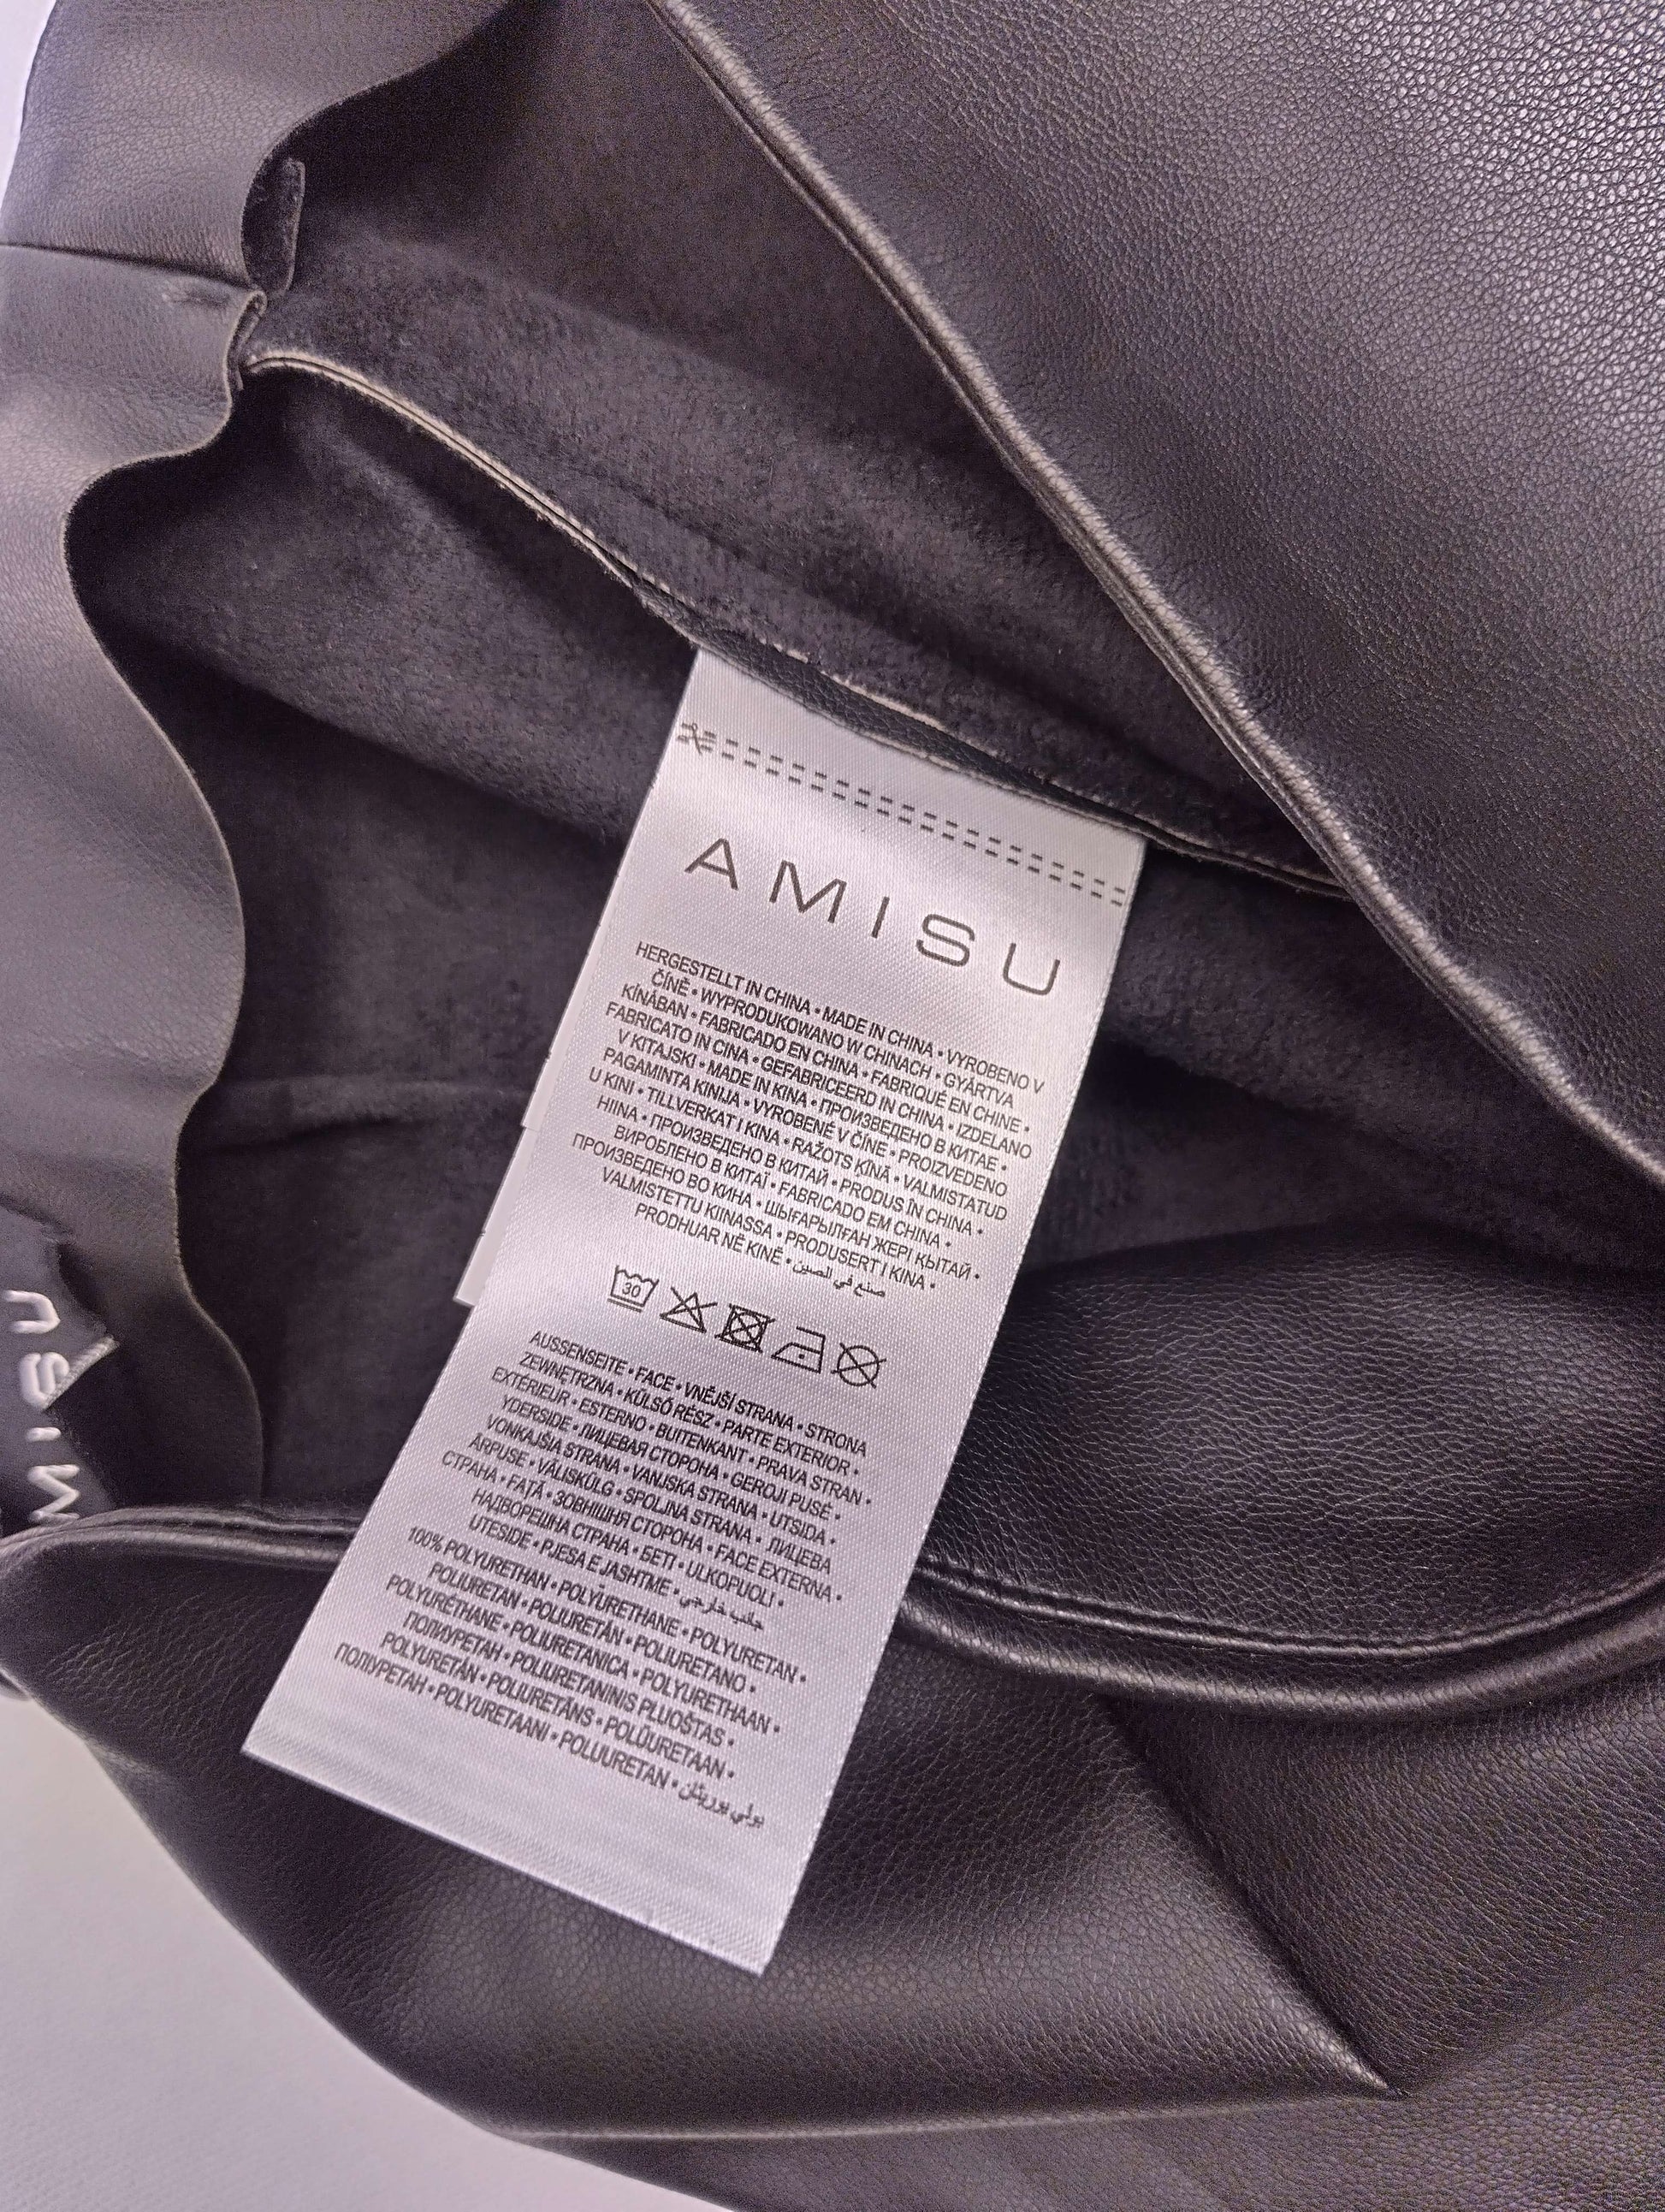 AMISU
HERGESTELLT IN CHINA • MADE IN CHINA • VYROBENO V
ČÍNĚ • WYPRODUKOWANO W CHINACH • GYÁRTVA
KÍNÁBAN • FABRICADO EN CHINA • FABRIQUÉ EN CHINE •
FABRICATO IN CINA • GEFABRICEERD IN CHINA • IZDELANO
V KITAJSKI • MADE IN KINA • ПРОИЗВЕДЕНО В КИТАЕ •
PAGAMINTA KINIJA • VYROBENÉ V ČÍNE • PROIZVEDENO
U KINI • TILLVERKAT I KINA • RAŽOTS ĶĪNĀ • VALMISTATUD
HIINA • ПРОИЗВЕДЕНО В КИТАЙ • PRODUS ÎN CHINA •
ВИРОБЛЕНО В КИТАЇ • FABRICADO EM CHINA •
ПРОИЗВЕДЕНО ВО КИНА • ШЫҒАРЫЛҒАН ЖЕРІ ҚЫТАЙ •
VALMISTETTU KIINASSA • PRODUSERT I KINA •
PRODHUAR NË KINË • صنع في الصين
30
AUSSENSEITE • FACE • VNĚJŠÍ STRANA • STRONA
ZEWNĘTRZNA • KÜLSŐ RÉSZ • PARTE EXTERIOR •
EXTÉRIEUR • ESTERNO • BUITENKANT • PRAVA STRAN •
YDERSIDE • ЛИЦЕВАЯ СТОРОНА • GEROJI PUSĖ •
VONKAJŠIA STRANA • VANJSKA STRANA • UTSIDA •
ĀRPUSE • VÄLISKÜLG • SPOLJNA STRANA • ЛИЦЕВА
СТРАНА • FAȚĂ • ЗОВНІШНЯ СТОРОНА • FACE EXTERNA •
НАДВОРЕШНА СТРАНА • БЕТІ • ULKOPUOLI •
UTESIDE • PJESA E JASHTME • جانب خارجي
100% POLYURETHAN • POLYURETHANE • POLYURETAN •
POLIURETAN • POLIURETÁN • POLIURETANO •
POLYURÉTHANE • POLIURETANICA • POLYURETHAAN •
ПОЛИУРЕТАН • POLIURETANINIS PLUOŠTAS •
POLYURETÁN • POLIURETĀNS • POLÜURETAAN •
ПОЛІУРЕТАН • POLYURETAANI • POLIURETAN • بولي يوريثان
MISU